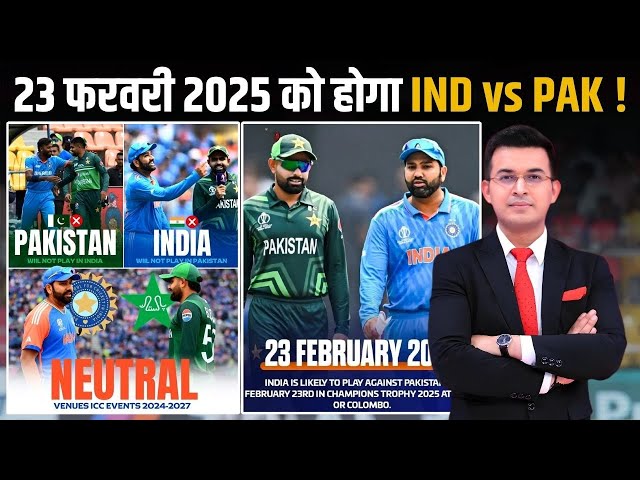 23 फरवरी 2025 को होगा IND vs PAK !
PAKISTAN
WIL NOT PLAY IN INDIA
INDIA
WILL NOT PLAY IN PAKISTAN
NEUTRAL
VENUES ICC EVENTS 2024-2027
PAKISTAN
INDIA
23 FEBRUARY 20
INDIA IS LIKELY TO PLAY AGAINST PAKISTAN
FEBRUARY 23RD IN CHAMPIONS TROPHY 2025 AT
OR COLOMBO.